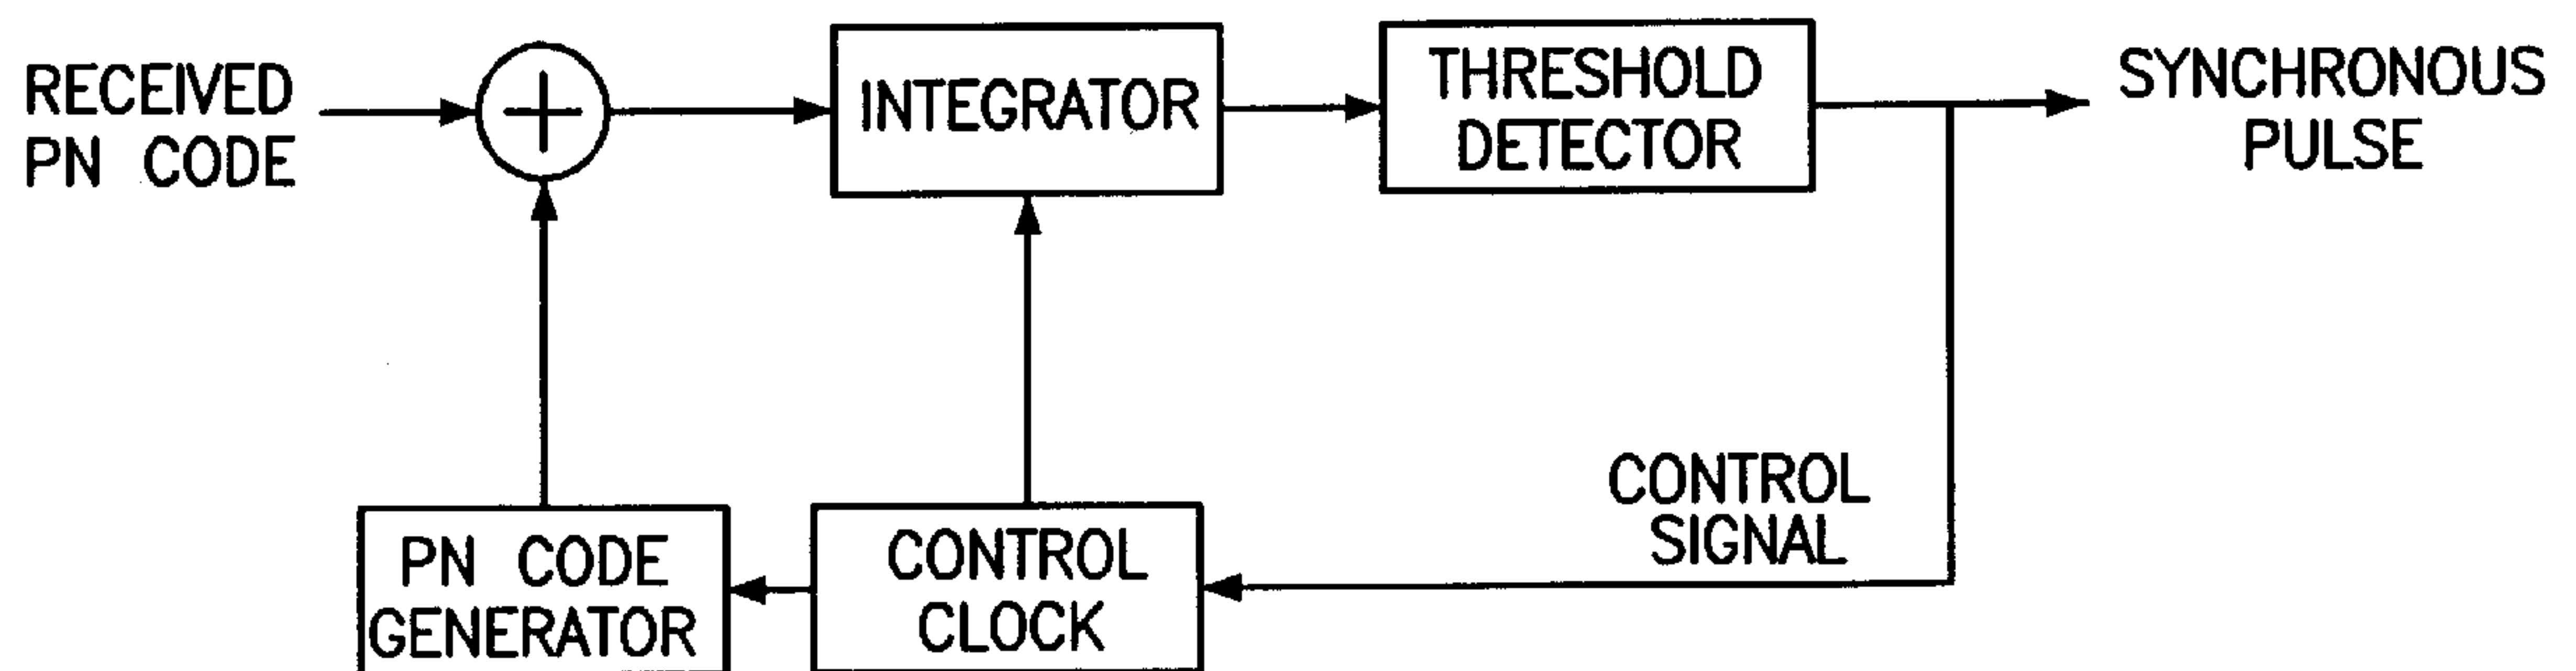 RECEIVED
PN CODE
INTEGRATOR
THRESHOLD
DETECTOR
SYNCHRONOUS
PULSE
CONTROL
SIGNAL
PN CODE
GENERATOR
CONTROL
CLOCK